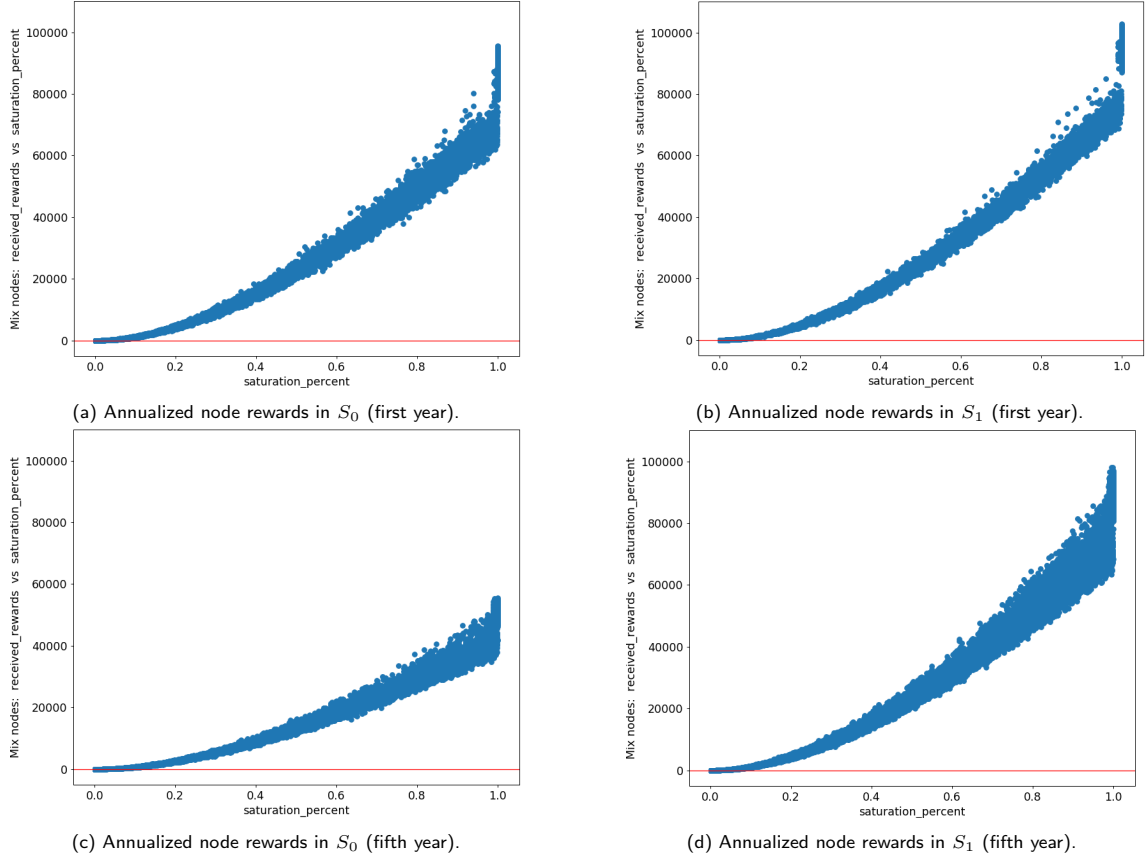 100000
80000
60000
40000
20000
0
Mix nodes: received_rewards vs saturation_percent
0.0 0.2 0.4 0.6 0.8 1.0
saturation_percent
(a) Annualized node rewards in S₀ (first year).
100000
80000
60000
40000
20000
0
Mix nodes: received_rewards vs saturation_percent
0.0 0.2 0.4 0.6 0.8 1.0
saturation_percent
(b) Annualized node rewards in S₁ (first year).
100000
80000
60000
40000
20000
0
Mix nodes: received_rewards vs saturation_percent
0.0 0.2 0.4 0.6 0.8 1.0
saturation_percent
(c) Annualized node rewards in S₀ (fifth year).
100000
80000
60000
40000
20000
0
Mix nodes: received_rewards vs saturation_percent
0.0 0.2 0.4 0.6 0.8 1.0
saturation_percent
(d) Annualized node rewards in S₁ (fifth year).